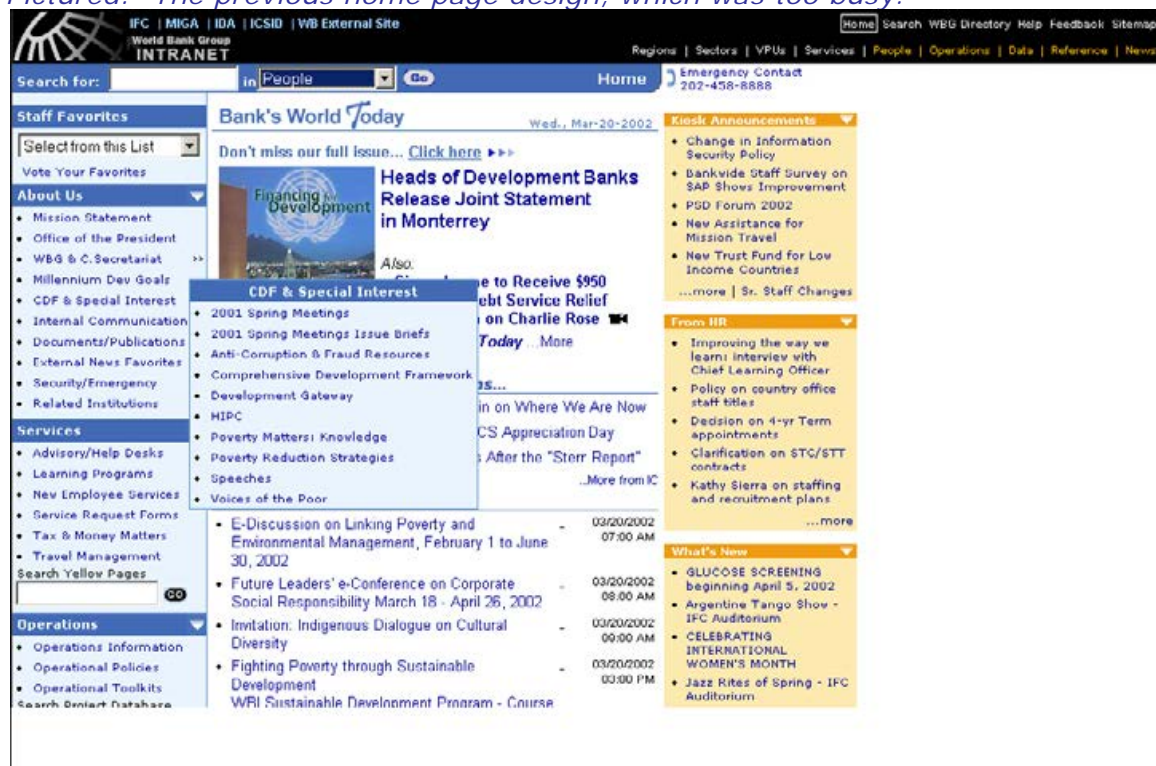 Pictured: The previous home page design, which was too busy.
IFC | MIGA | IDA | ICSID | WB External Site
Home Search WBG Directory Help Feedback Sitemap
World Bank Group
INTRANET
Regions | Sectors | VPUs | Services | People | Operations | Data | Reference | News
Search for: in People Go Home
Emergency Contact
202-458-8888
Staff Favorites
Select from this List
Vote Your Favorites
About Us
Mission Statement
Office of the President
WBG & C.Secretariat >>
Millennium Dev Goals
CDF & Special Interest
Internal Communication
Documents/Publications
External News Favorites
Security/Emergency
Related Institutions
Services
Advisory/Help Desks
Learning Programs
New Employee Services
Service Request Forms
Tax & Money Matters
Travel Management
Search Yellow Pages
GO
Operations
Operations Information
Operational Policies
Operational Toolkits
Search Project Database
Bank's World Today
Wed., Mar-20-2002
Don't miss our full issue... Click here
Financing for
Development
Heads of Development Banks
Release Joint Statement
in Monterrey
Also:
to Receive $950
ebt Service Relief
on Charlie Rose
Today ...More
CDF & Special Interest
2001 Spring Meetings
2001 Spring Meetings Issue Briefs
Anti-Corruption & Fraud Resources
Comprehensive Development Framework
Development Gateway
HIPC
Poverty Matters: Knowledge
Poverty Reduction Strategies
Speeches
Voices of the Poor
in on Where We Are Now
CS Appreciation Day
After the "Sterr Report"
...More from IC
E-Discussion on Linking Poverty and - 03/20/2002
Environmental Management, February 1 to June 07:00 AM
30, 2002
Future Leaders' e-Conference on Corporate - 03/20/2002
Social Responsibility March 18 - April 26, 2002 08:00 AM
Invitation: Indigenous Dialogue on Cultural - 03/20/2002
Diversity 09:00 AM
Fighting Poverty through Sustainable - 03/20/2002
Development 03:00 PM
WBI Sustainable Development Program - Course
Kiosk Announcements
Change in Information
Security Policy
Bankwide Staff Survey on
SAP Shows Improvement
PSD Forum 2002
New Assistance for
Mission Travel
New Trust Fund for Low
Income Countries
...more | Sr. Staff Changes
From HR
Improving the way we
learn: interview with
Chief Learning Officer
Policy on country office
staff titles
Decision on 4-yr Term
appointments
Clarification on STC/STT
contracts
Kathy Sierra on staffing
and recruitment plans
...more
What's New
GLUCOSE SCREENING
beginning April 5, 2002
Argentine Tango Show -
IFC Auditorium
CELEBRATING
INTERNATIONAL
WOMEN'S MONTH
Jazz Rites of Spring - IFC
Auditorium